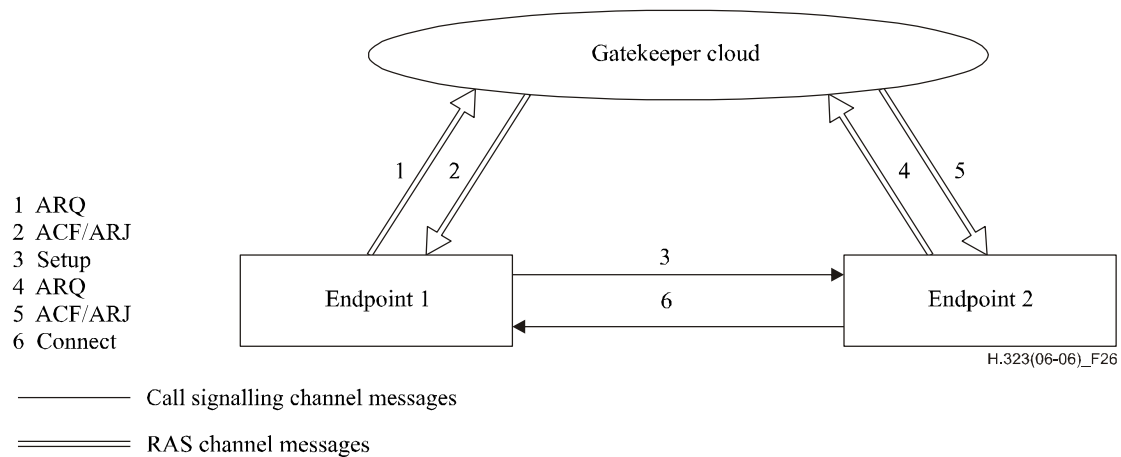 Gatekeeper cloud
1
2
4
5
1 ARQ
2 ACF/ARJ
3 Setup
4 ARQ
5 ACF/ARJ
6 Connect
3
Endpoint 1
6
Endpoint 2
H.323(06-06)_F26
Call signalling channel messages
RAS channel messages